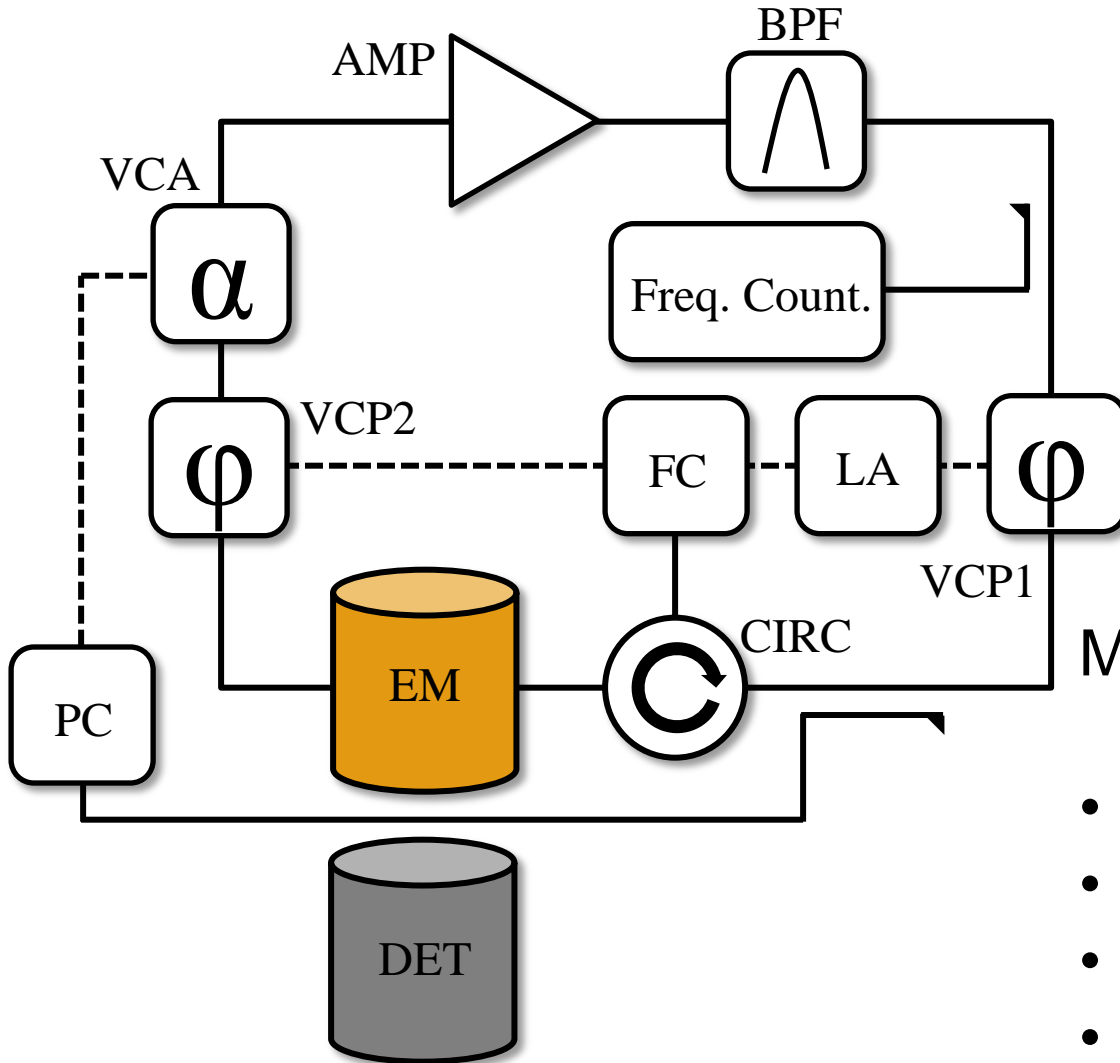 BPF
AMP
VCA
α
Freq. Count.
VCP2
φ
FC
LA
φ
VCP1
CIRC
M
EM
PC
•
•
DET
•
•